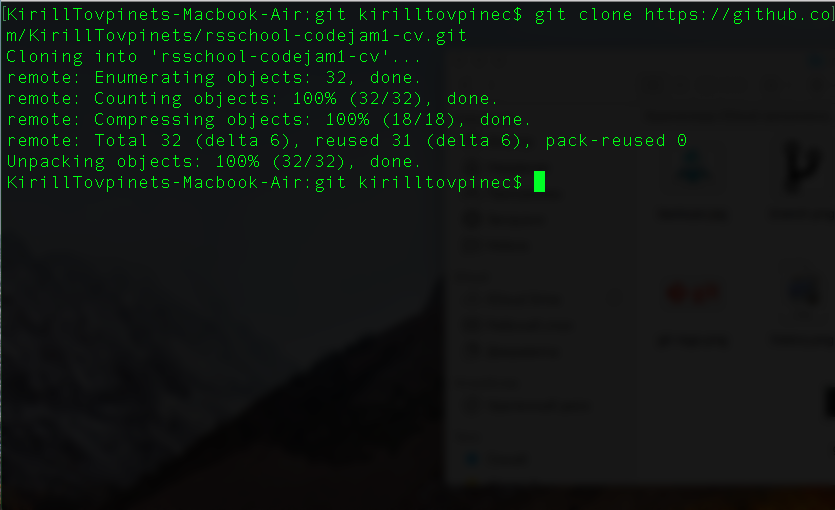 [KirillTovpinets-Macbook-Air:git kirilltovpinec$ git clone https://github.co]
m/KirillTovpinets/rsschool-codejam1-cv.git
Cloning into 'rsschool-codejam1-cv'...
remote: Enumerating objects: 32, done.
remote: Counting objects: 100% (32/32), done.
remote: Compressing objects: 100% (18/18), done.
remote: Total 32 (delta 6), reused 31 (delta 6), pack-reused 0
Unpacking objects: 100% (32/32), done.
KirillTovpinets-Macbook-Air:git kirilltovpinec$